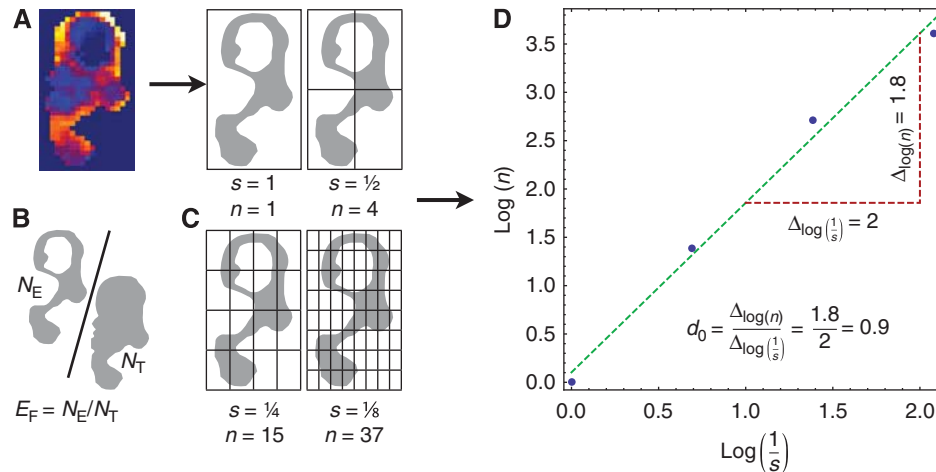 A
s = 1
n = 1
s = ½
n = 4
B
N_E
N_T
E_F = N_E/N_T
C
s = ¼
n = 15
s = ⅛
n = 37
D
Log (n)
3.5
3.0
2.5
2.0
1.5
1.0
0.5
0.0
0.0 0.5 1.0 1.5 2.0
Log(1/s)
Δ_log(n) = 1.8
Δ_log(1/s) = 2
d_0 = Δ_log(n)/Δ_log(1/s) = 1.8/2 = 0.9